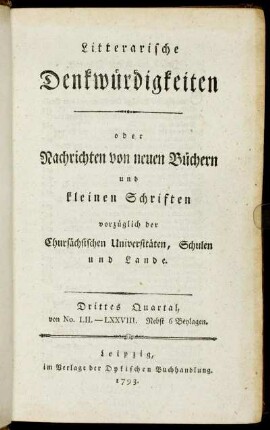 Litterarische
Denkwürdigkeiten
oder
Nachrichten von neuen Büchern
und
kleinen Schriften
vorzüglich der
Chursächsischen Universitäten, Schulen
und Lande.
Drittes Quartal,
von No. LII. — LXXVIII. Nebst 6 Beylagen.
Leipzig,
im Verlage der Dykischen Buchhandlung.
1793.